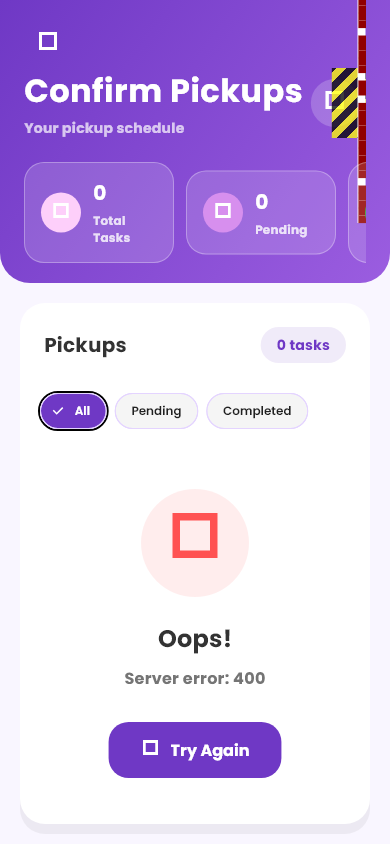 Confirm Pickups
Your pickup schedule
0
Total
Tasks
0
Pending
Pickups
0 tasks
All
Pending
Completed
Oops!
Server error: 400
Try Again